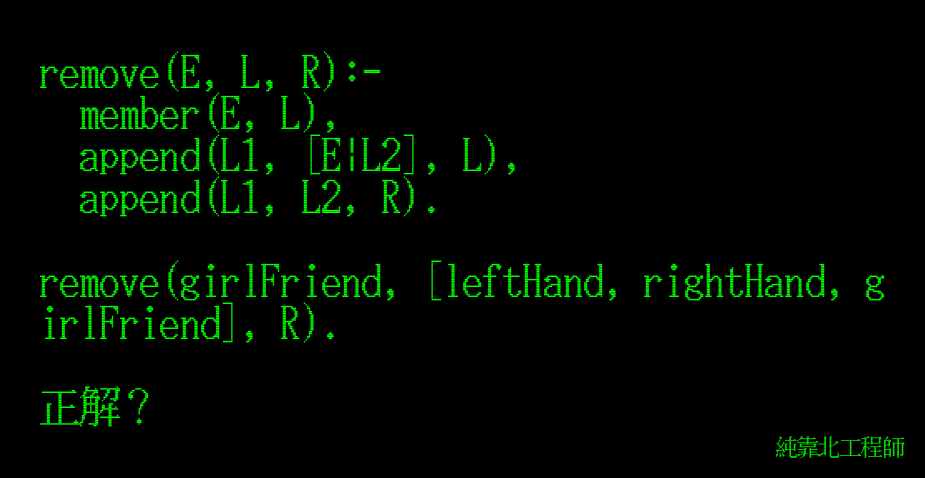 remove(E, L, R):-
  member(E, L),
  append(L1, [E|L2], L),
  append(L1, L2, R).
remove(girlFriend, [leftHand, rightHand, g
irlFriend], R).
正解？
純靠北工程師